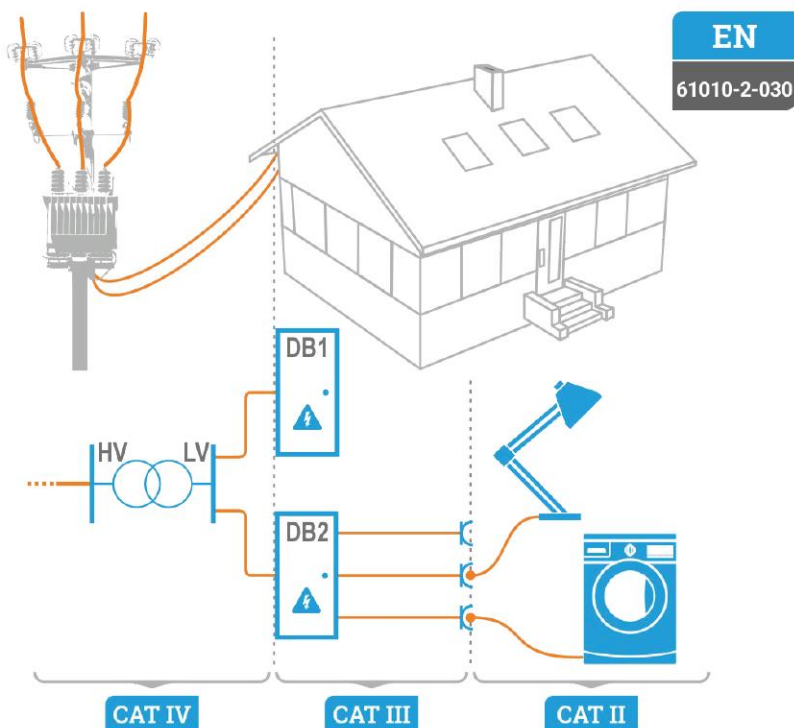 EN
61010-2-030
DB1
HV
LV
DB2
CAT IV
CAT III
CAT II